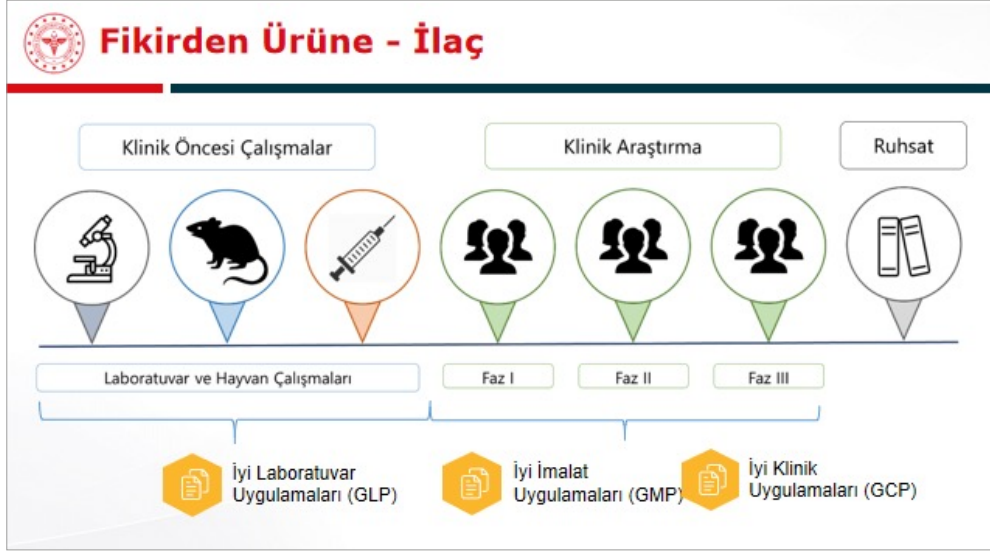 Fikirden Ürüne - İlaç
Klinik Öncesi Çalışmalar
Klinik Araştırma
Ruhsat
Laboratuvar ve Hayvan Çalışmaları
Faz I
Faz II
Faz III
İyi Laboratuvar
Uygulamaları (GLP)
İyi İmalat
Uygulamaları (GMP)
İyi Klinik
Uygulamaları (GCP)